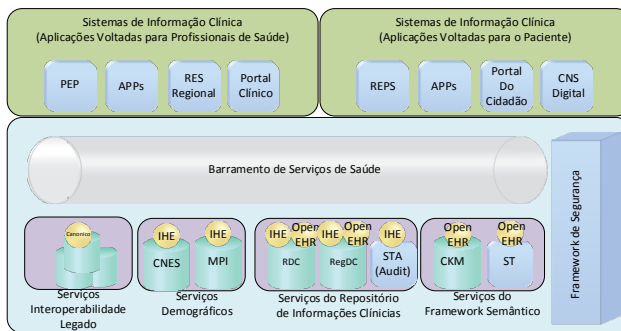 Sistemas de Informação Clínica
(Aplicações Voltadas para Profissionais de Saúde)
Sistemas de Informação Clínica
(Aplicações Voltadas para o Paciente)
PEP
APPs
RES
Regional
Portal
Clínico
REPS
APPs
Portal
Do
Cidadão
CNS
Digital
Barramento de Serviços de Saúde
Framework de Segurança
Canonico
IHE
IHE
IHE
Open
EHR
IHE
Open
EHR
IHE
Open
EHR
Open
EHR
CNES
MPI
RDC
RegDC
STA
(Audit)
CKM
ST
Serviços
Interoperabilidade
Legado
Serviços
Demográficos
Serviços do Repositório
de Informações Clínicias
Serviços do
Framework Semântico